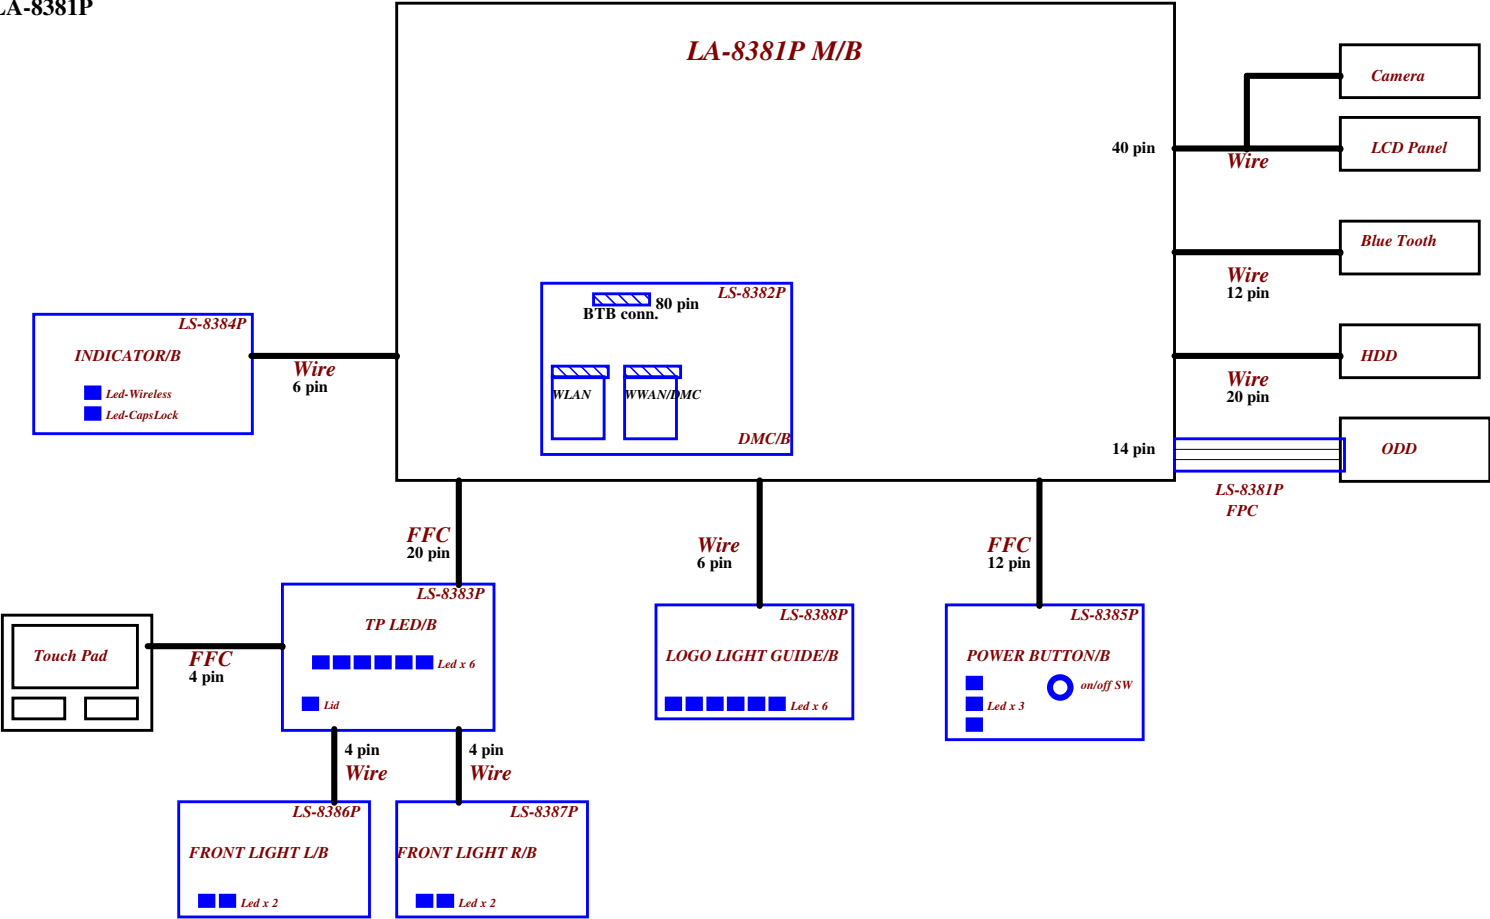 LA-8381P
LA-8381P M/B
Camera
40 pin
LCD Panel
Wire
Blue Tooth
Wire
12 pin
LS-8382P
80 pin
BTB conn.
LS-8384P
INDICATOR/B
Led-Wireless
Led-CapsLock
Wire
6 pin
HDD
Wire
20 pin
WLAN
WWAN/DMC
DMC/B
14 pin
ODD
LS-8381P
FPC
FFC
20 pin
Wire
6 pin
FFC
12 pin
LS-8383P
TP LED/B
Led x 6
Lid
Touch Pad
FFC
4 pin
LS-8388P
LOGO LIGHT GUIDE/B
Led x 6
LS-8385P
POWER BUTTON/B
on/off SW
Led x 3
4 pin
Wire
4 pin
Wire
LS-8386P
FRONT LIGHT L/B
Led x 2
LS-8387P
FRONT LIGHT R/B
Led x 2